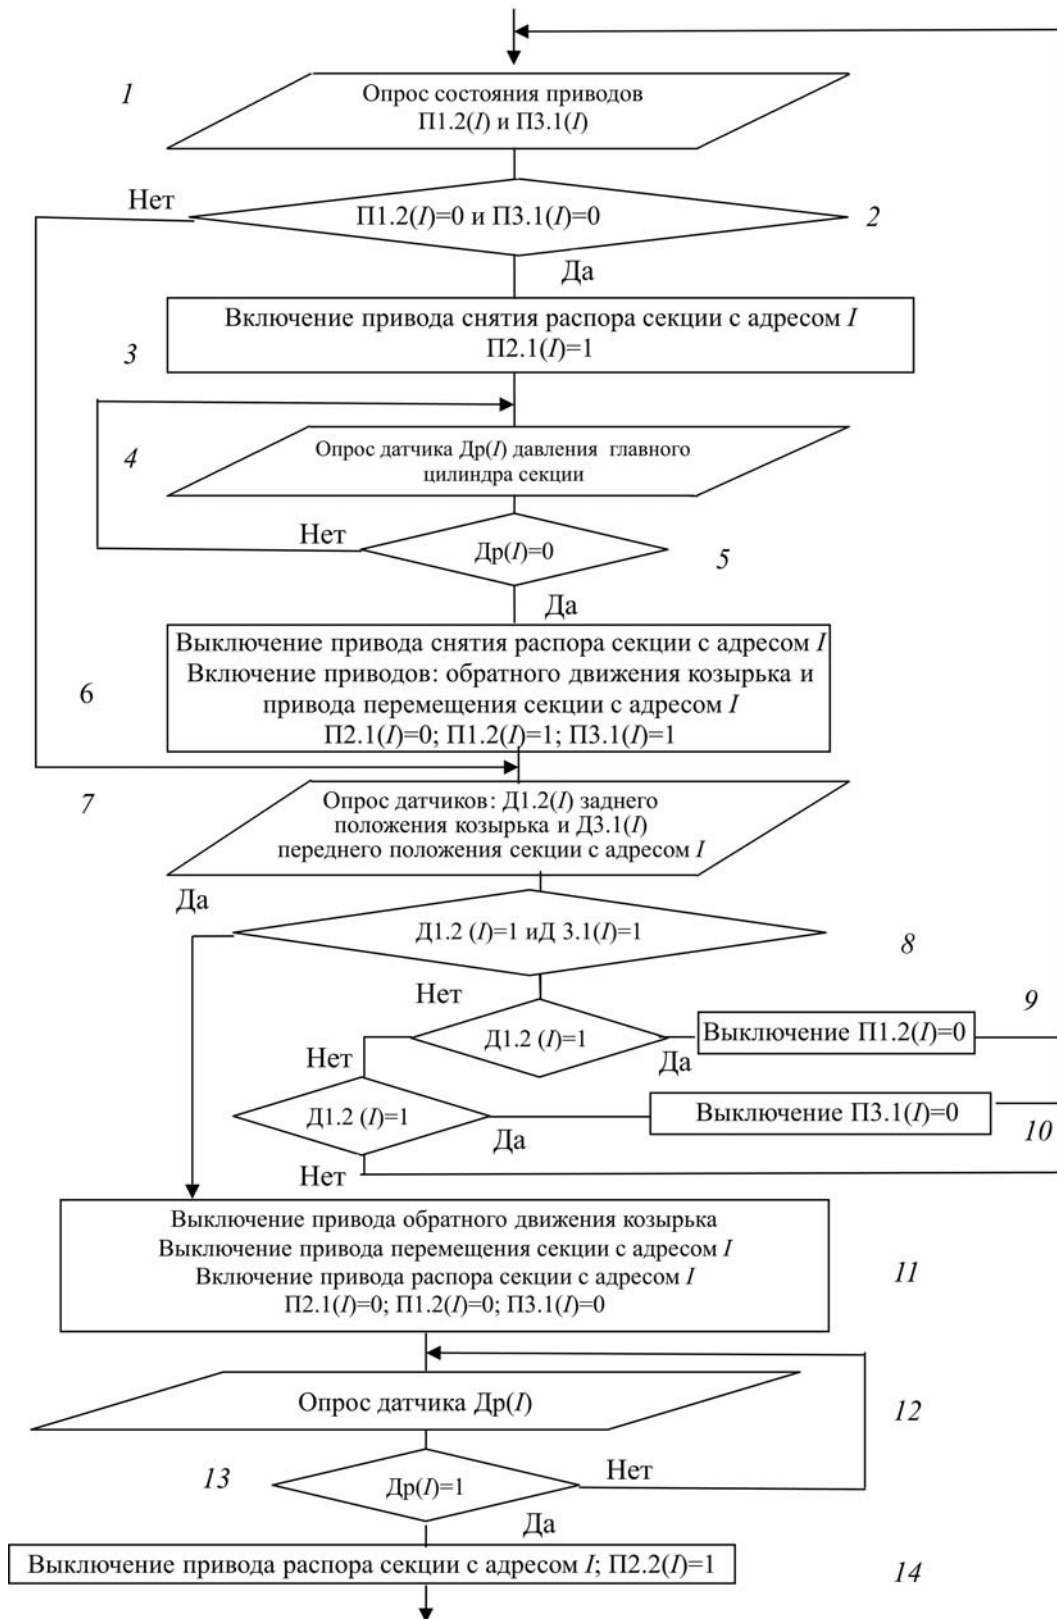 1
Опрос состояния приводов
П1.2(I) и П3.1(I)
Нет
П1.2(I)=0 и П3.1(I)=0
2
Да
Включение привода снятия распора секции с адресом I
П2.1(I)=1
3
4
Опрос датчика Др(I) давления главного
цилиндра секции
Нет
Др(I)=0
5
Да
Выключение привода снятия распора секции с адресом I
Включение приводов: обратного движения козырька и
привода перемещения секции с адресом I
П2.1(I)=0; П1.2(I)=1; П3.1(I)=1
6
7
Опрос датчиков: Д1.2(I) заднего
положения козырька и Д3.1(I)
переднего положения секции с адресом I
Да
Д1.2 (I)=1 иД 3.1(I)=1
8
Нет
9
Д1.2 (I)=1
Выключение П1.2(I)=0
Нет
Да
Д1.2 (I)=1
Выключение П3.1(I)=0
Да
10
Нет
Выключение привода обратного движения козырька
Выключение привода перемещения секции с адресом I
Включение привода распора секции с адресом I
П2.1(I)=0; П1.2(I)=0; П3.1(I)=0
11
Опрос датчика Др(I)
12
13
Др(I)=1
Нет
Да
Выключение привода распора секции с адресом I; П2.2(I)=1
14